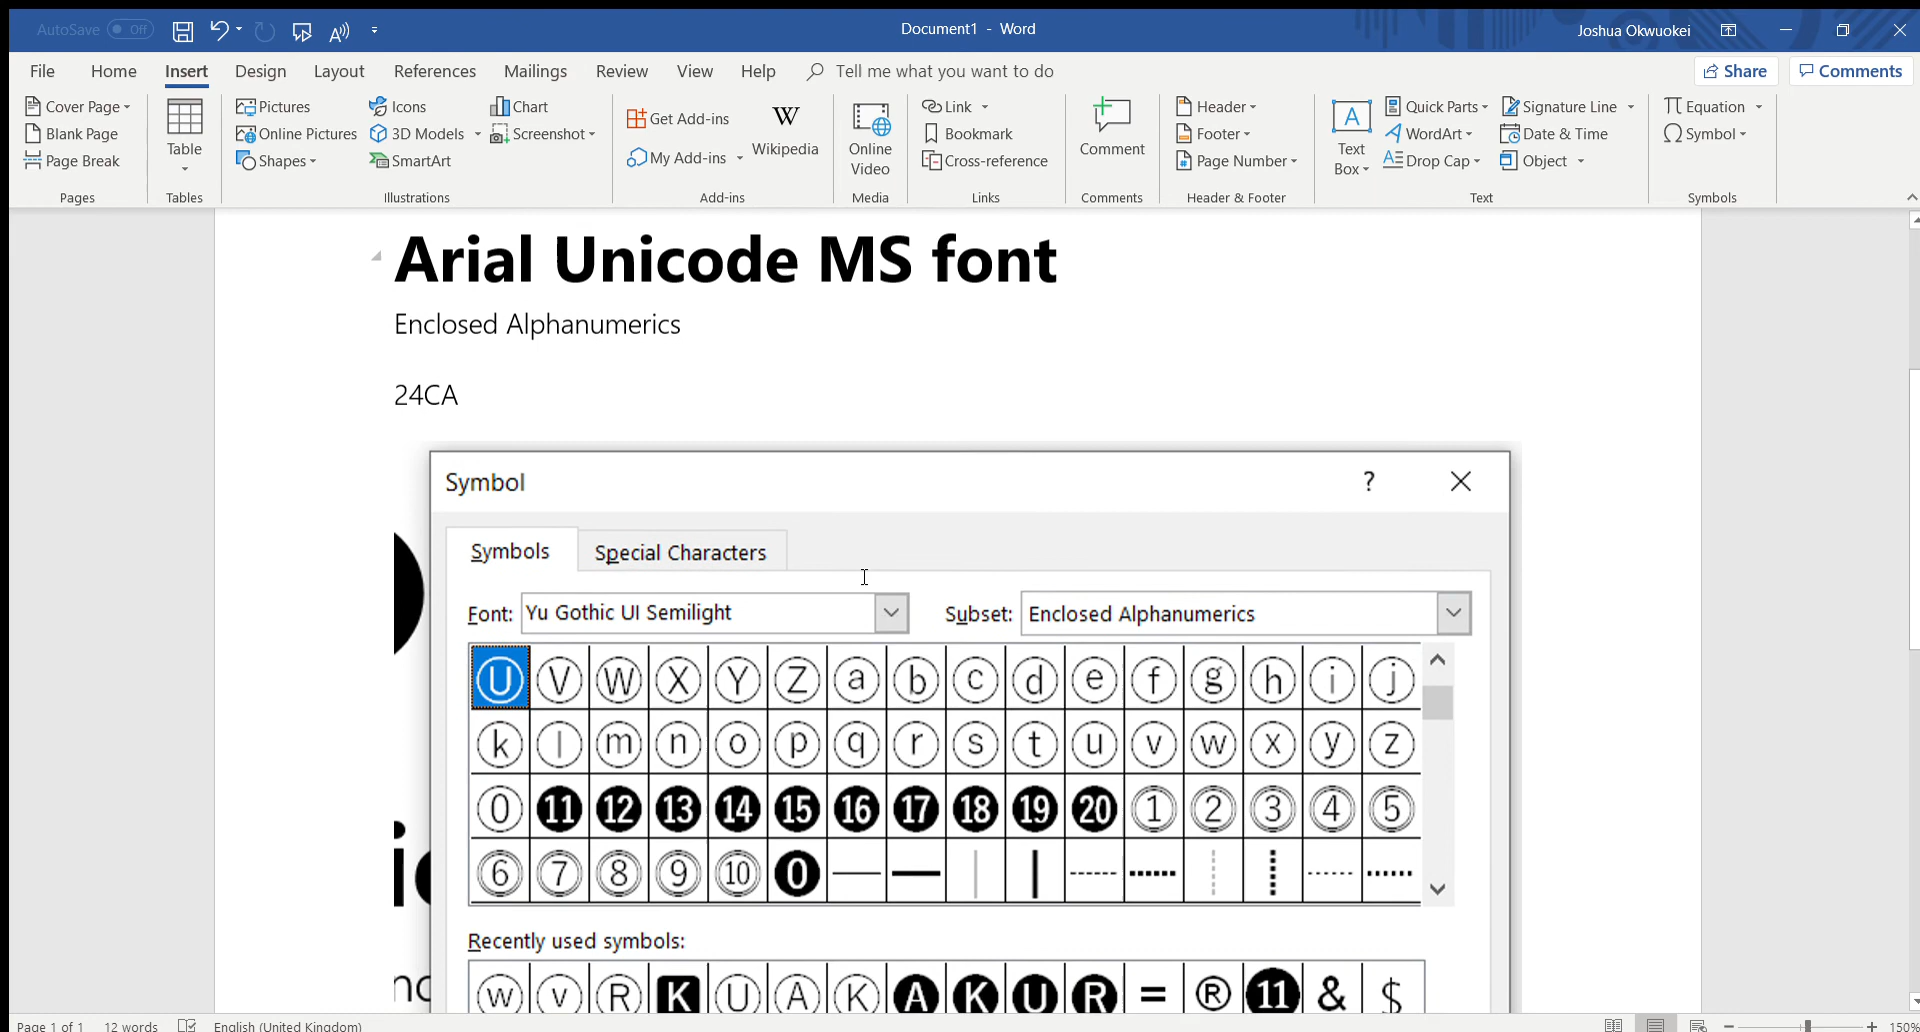 AutoSave Off
Document1 - Word
Joshua Okwuokei
File Home Insert Design Layout References Mailings Review View Help Tell me what you want to do Share Comments
Cover Page
Blank Page
Page Break
Pages
Table
Tables
Pictures
Online Pictures
Shapes
Icons
3D Models
SmartArt
Chart
Screenshot
Illustrations
Get Add-ins
My Add-ins
W
Wikipedia
Add-ins
Online
Video
Media
Link
Bookmark
Cross-reference
Links
Comment
Comments
Header
Footer
Page Number
Header & Footer
A
Text
Box
Quick Parts
WordArt
Drop Cap
Signature Line
Date & Time
Object
Text
Equation
Symbol
Symbols
Arial Unicode MS font
Enclosed Alphanumerics
24CA
Symbol ?
Symbols Special Characters
Font: Yu Gothic UI Semilight Subset: Enclosed Alphanumerics
Ⓤ Ⓥ Ⓦ Ⓧ Ⓨ Ⓩ ⓐ ⓑ ⓒ ⓓ ⓔ ⓕ ⓖ ⓗ ⓘ ⓙ
ⓚ ⓛ ⓜ ⓝ ⓞ ⓟ ⓠ ⓡ ⓢ ⓣ ⓤ ⓥ ⓦ ⓧ ⓨ ⓩ
⓪ ⓫ ⓬ ⓭ ⓮ ⓯ ⓰ ⓱ ⓲ ⓳ ⓴ ⓵ ⓶ ⓷ ⓸ ⓹
⓺ ⓻ ⓼ ⓽ ⓾ ⓿ ─ ━ │ ┃ ┄ ┅ ┆ ┇ ┈ ┉
Recently used symbols:
ⓦ ⓥ Ⓡ 🅺 Ⓤ Ⓐ Ⓚ 🅐 🅚 🅤 🅡 = ® ⓫ & $
Page 1 of 1 12 words English (United Kingdom) 150%